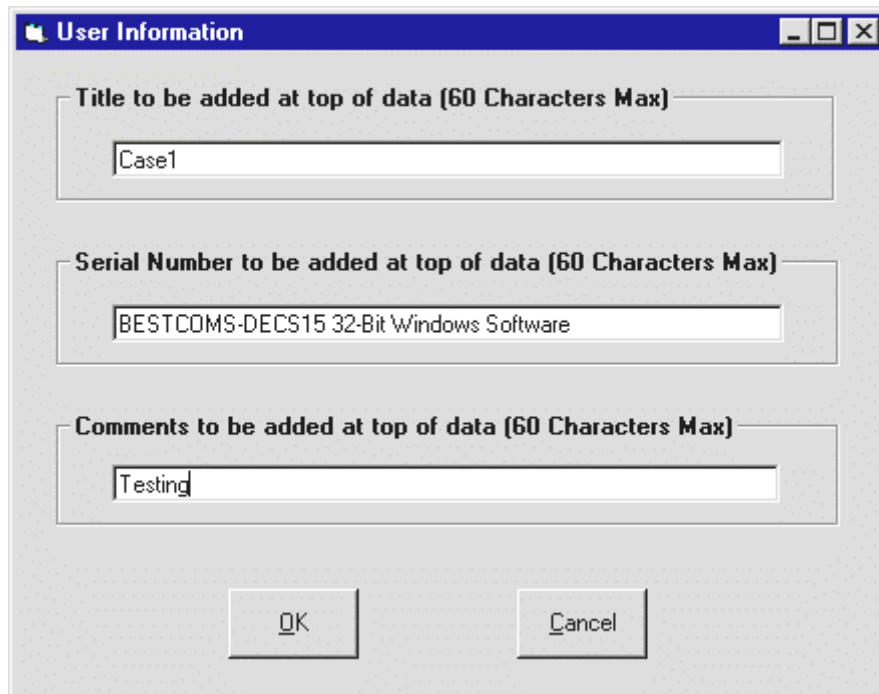 User Information
Title to be added at top of data (60 Characters Max)
Case1
Serial Number to be added at top of data (60 Characters Max)
BESTCOMS-DECS15 32-Bit Windows Software
Comments to be added at top of data (60 Characters Max)
Testing
OK
Cancel